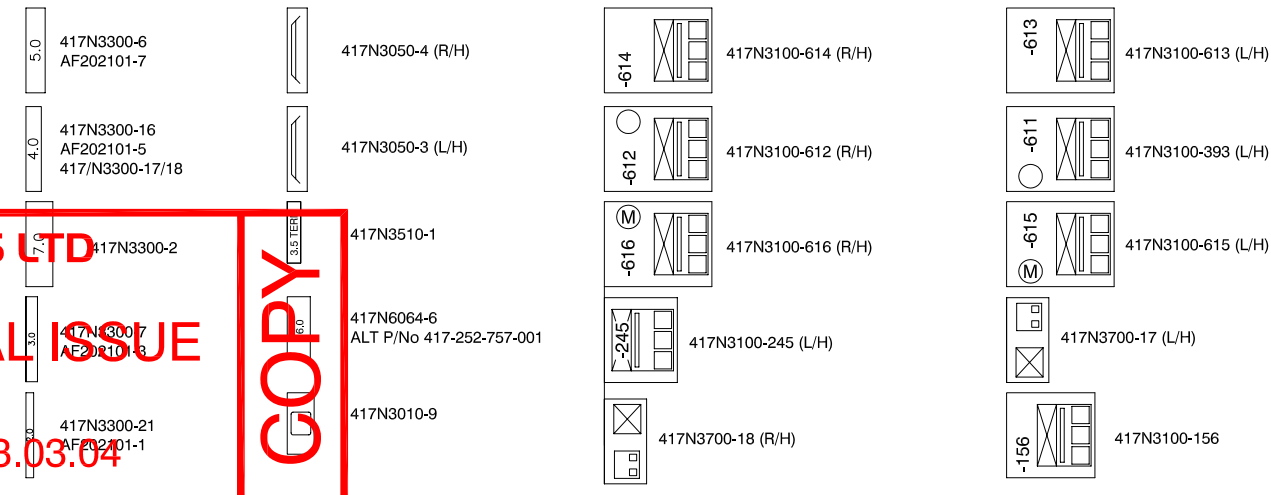 5.0
417N3300-6
AF202101-7
417N3050-4 (R/H)
-614
417N3100-614 (R/H)
-613
417N3100-613 (L/H)
4.0
417N3300-16
AF202101-5
417/N3300-17/18
417N3050-3 (L/H)
-612
417N3100-612 (R/H)
-611
417N3100-393 (L/H)
LTD
7.0
417N3300-2
3.5 TER
417N3510-1
M
-616
417N3100-616 (R/H)
-615
M
417N3100-615 (L/H)
3.0
417N3300-7
AF202101-3
ISSUE
COPY
6.0
417N6064-6
ALT P/No 417-252-757-001
-245
417N3100-245 (L/H)
417N3700-17 (L/H)
2.0
417N3300-21
AF202101-1
3.03.04
417N3010-9
417N3700-18 (R/H)
-156
417N3100-156